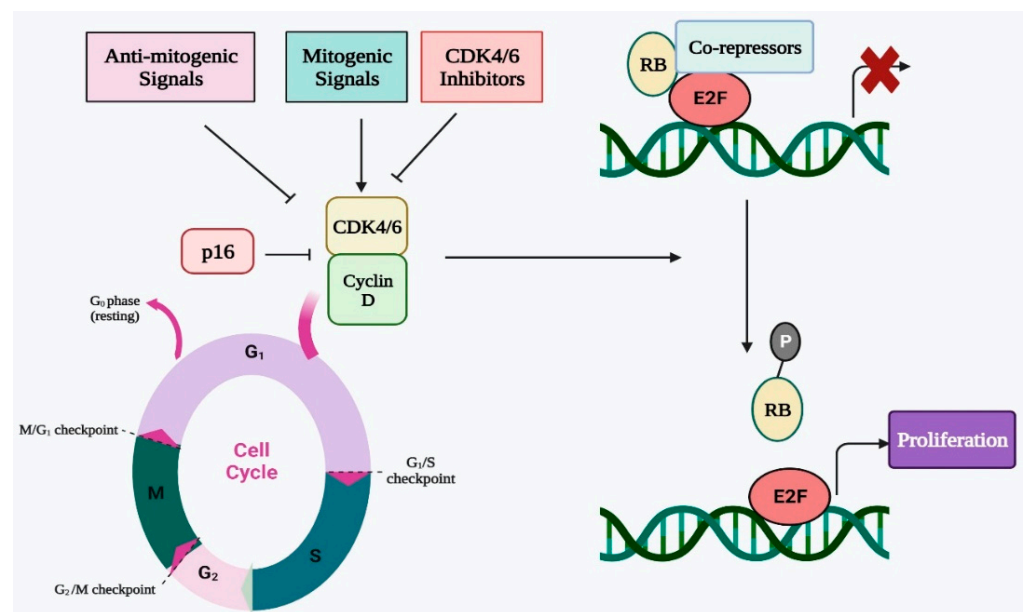 Anti-mitogenic
Signals
Mitogenic
Signals
CDK4/6
Inhibitors
RB
Co-repressors
E2F
CDK4/6
p16
Cyclin
D
G₀ phase
(resting)
G₁
P
RB
M/G₁ checkpoint
Cell
Cycle
Proliferation
G₁/S
checkpoint
M
E2F
S
G₂
G₂/M checkpoint